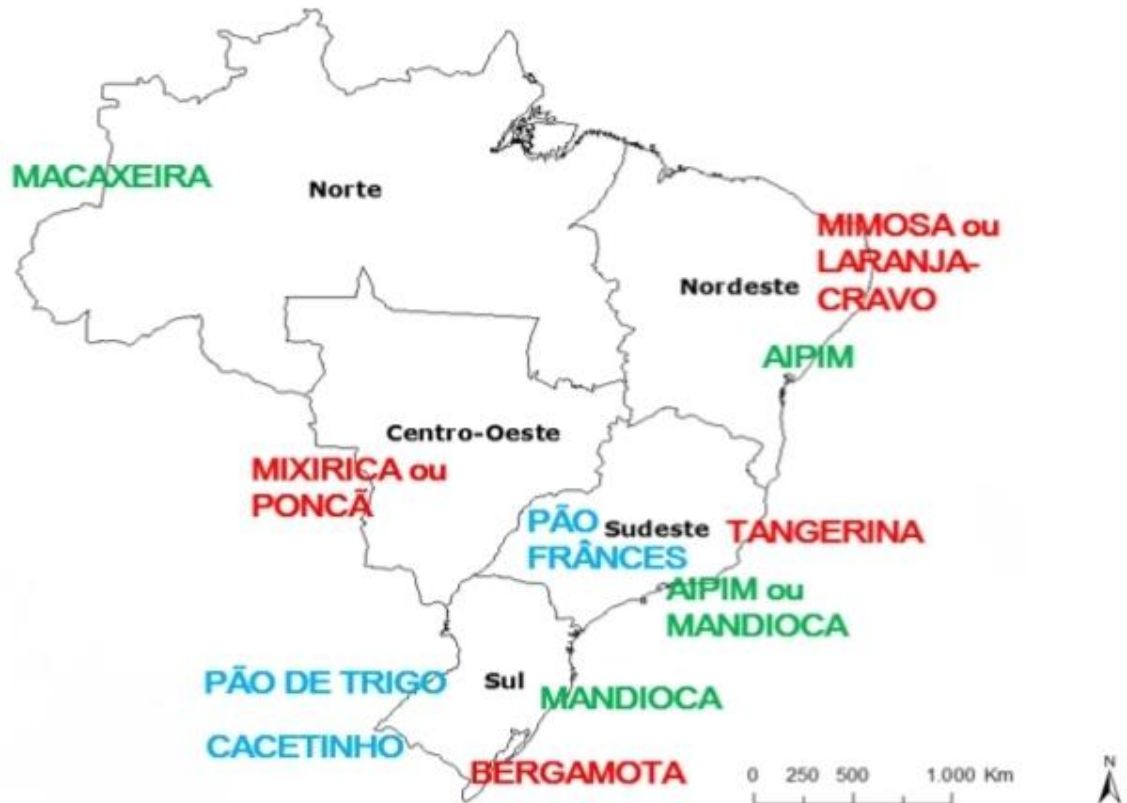 MACAXEIRA
Norte
MIMOSA ou
LARANJA-
CRAVO
Nordeste
AIPIM
Centro-Oeste
MIXIRICA ou
PONCÃ
PÃO
FRÂNCES
Sudeste
TANGERINA
AIPIM ou
MANDIOCA
PÃO DE TRIGO
Sul
MANDIOCA
CACETINHO
BERGAMOTA
0 250 500 1.000 Km
N